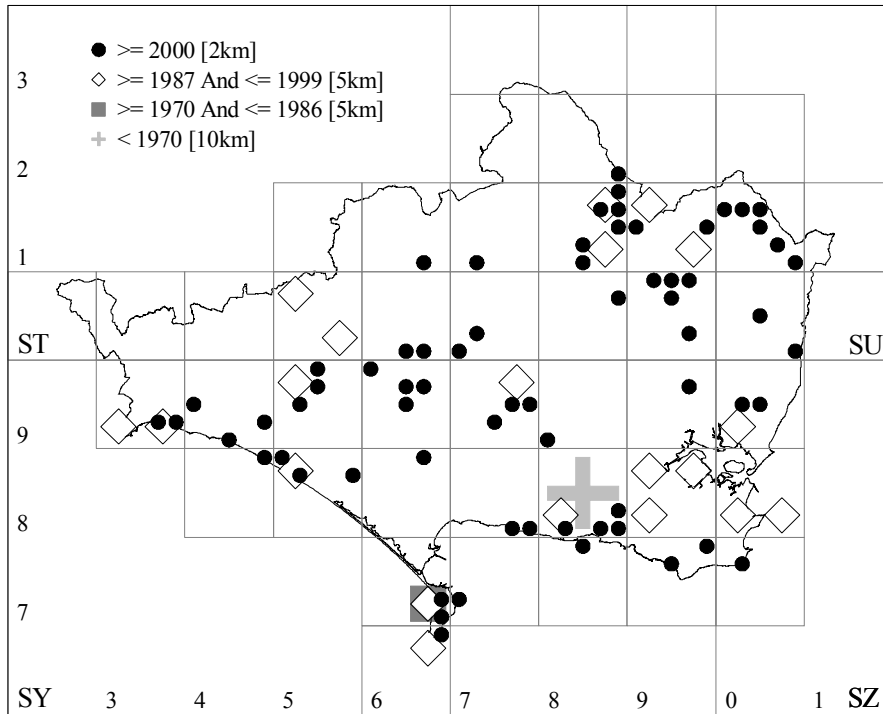 >= 2000 [2km]
>= 1987 And <= 1999 [5km]
>= 1970 And <= 1986 [5km]
< 1970 [10km]
3
2
1
ST SU
9
8
7
SY 3 4 5 6 7 8 9 0 1 SZ